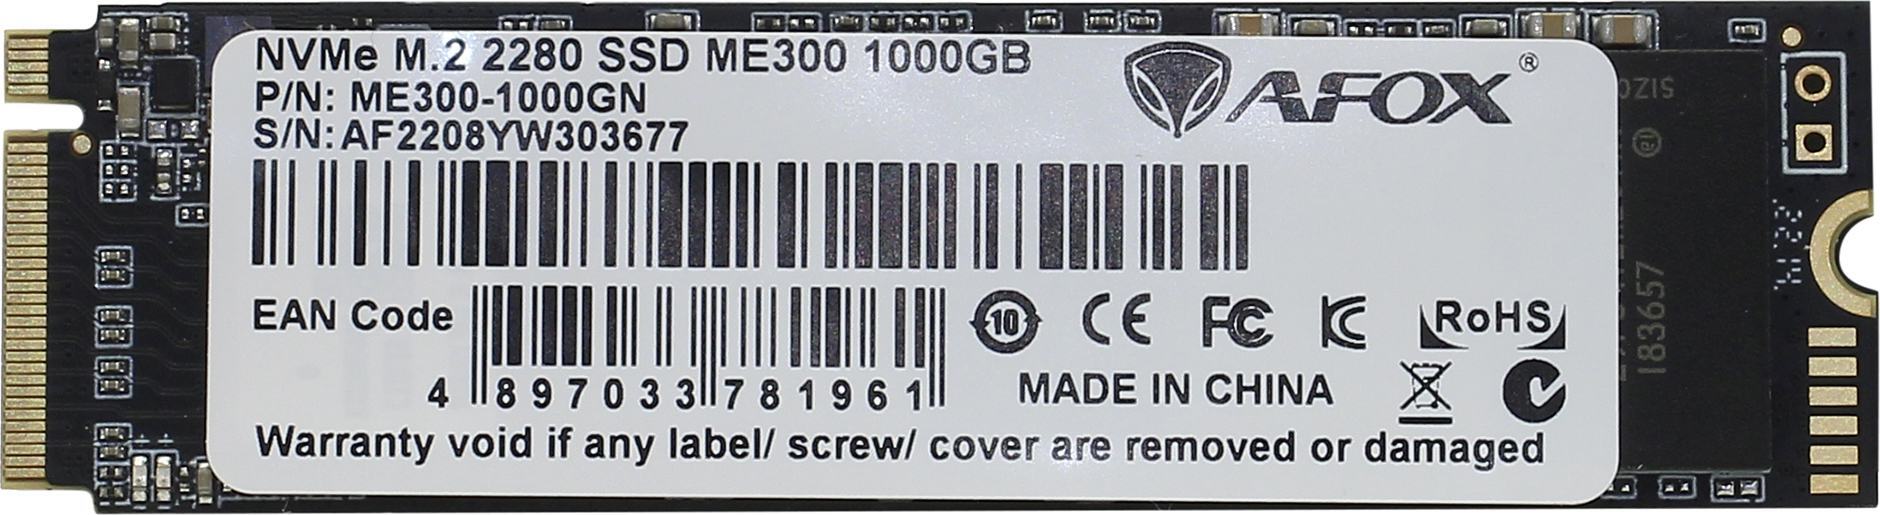 NVMe M.2 2280 SSD ME300 1000GB
P/N: ME300-1000GN
S/N: AF2208YW303677
AFOX®
EAN Code
4 897033 781961
10
CE
FC
KC
RoHS
MADE IN CHINA
Warranty void if any label/ screw/ cover are removed or damaged
183657